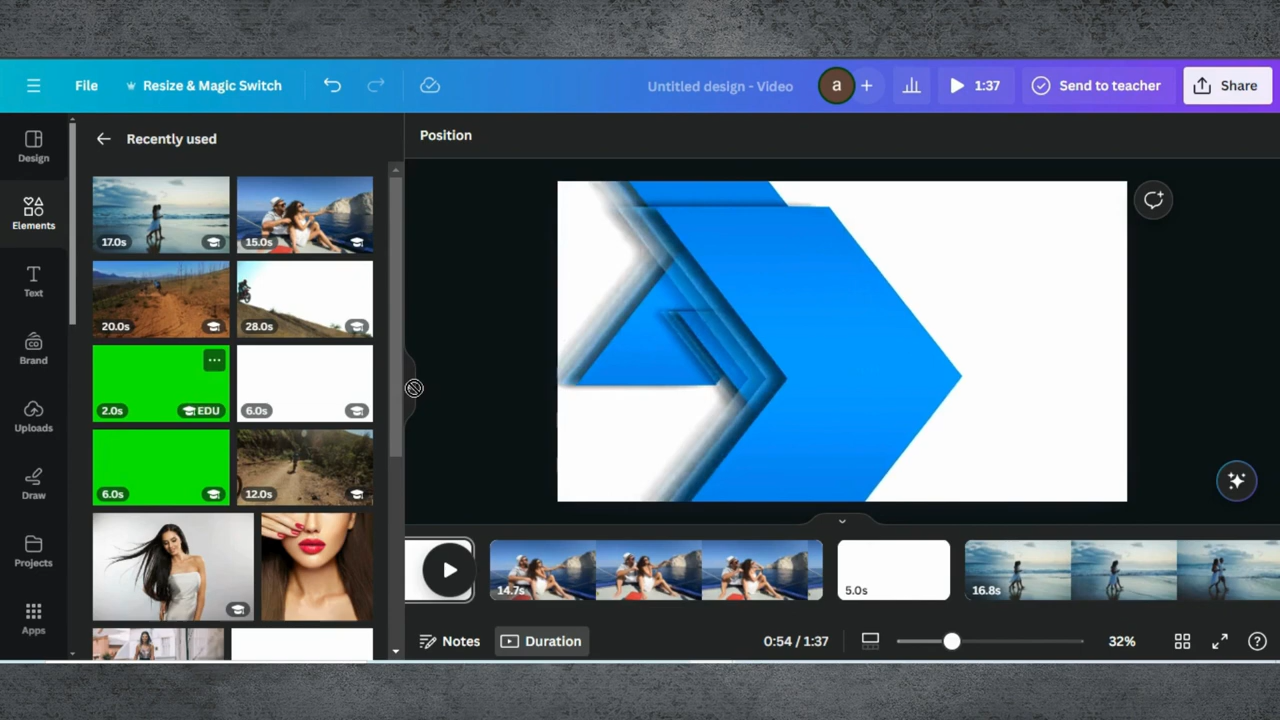 File
Resize & Magic Switch
Untitled design - Video
a
+
1:37
Send to teacher
Share
Design
Elements
Text
Brand
Uploads
Draw
Projects
Apps
Recently used
17.0s
15.0s
20.0s
28.0s
2.0s
EDU
6.0s
6.0s
12.0s
Position
14.7s
5.0s
16.8s
Notes
Duration
0:54 / 1:37
32%